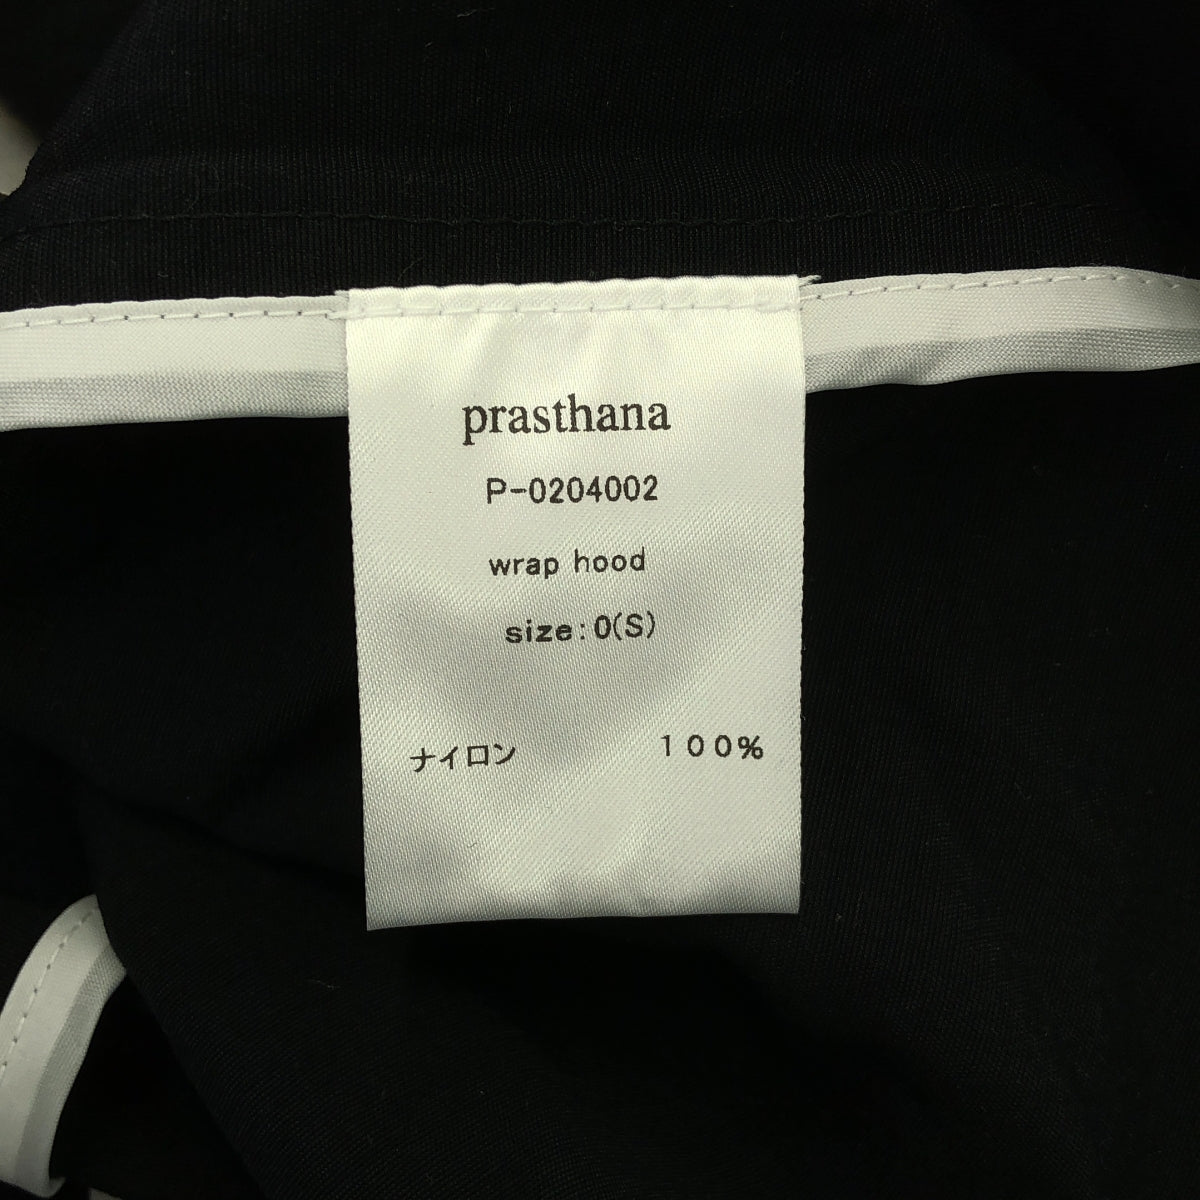 prasthana
P-0204002
wrap hood
size:0(S)
ナイロン 100%